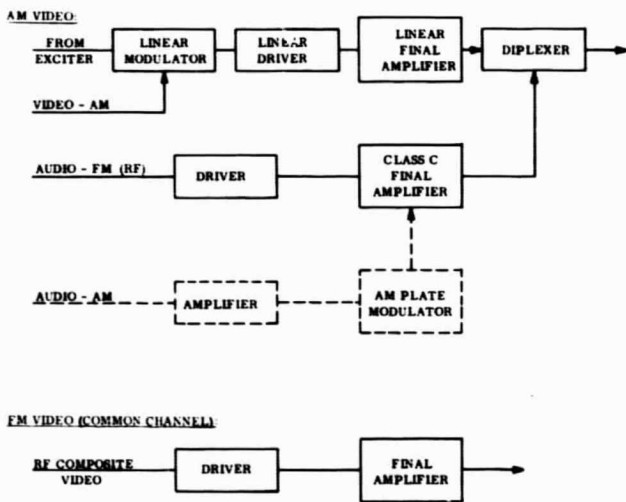 AM VIDEO:
FROM
EXCITER
LINEAR
MODULATOR
LINEAR
DRIVER
LINEAR
FINAL
AMPLIFIER
DIPLEXER
VIDEO - AM
AUDIO - FM (RF)
DRIVER
CLASS C
FINAL
AMPLIFIER
AUDIO - AM
AMPLIFIER
AM PLATE
MODULATOR
FM VIDEO (COMMON CHANNEL):
RF COMPOSITE
VIDEO
DRIVER
FINAL
AMPLIFIER